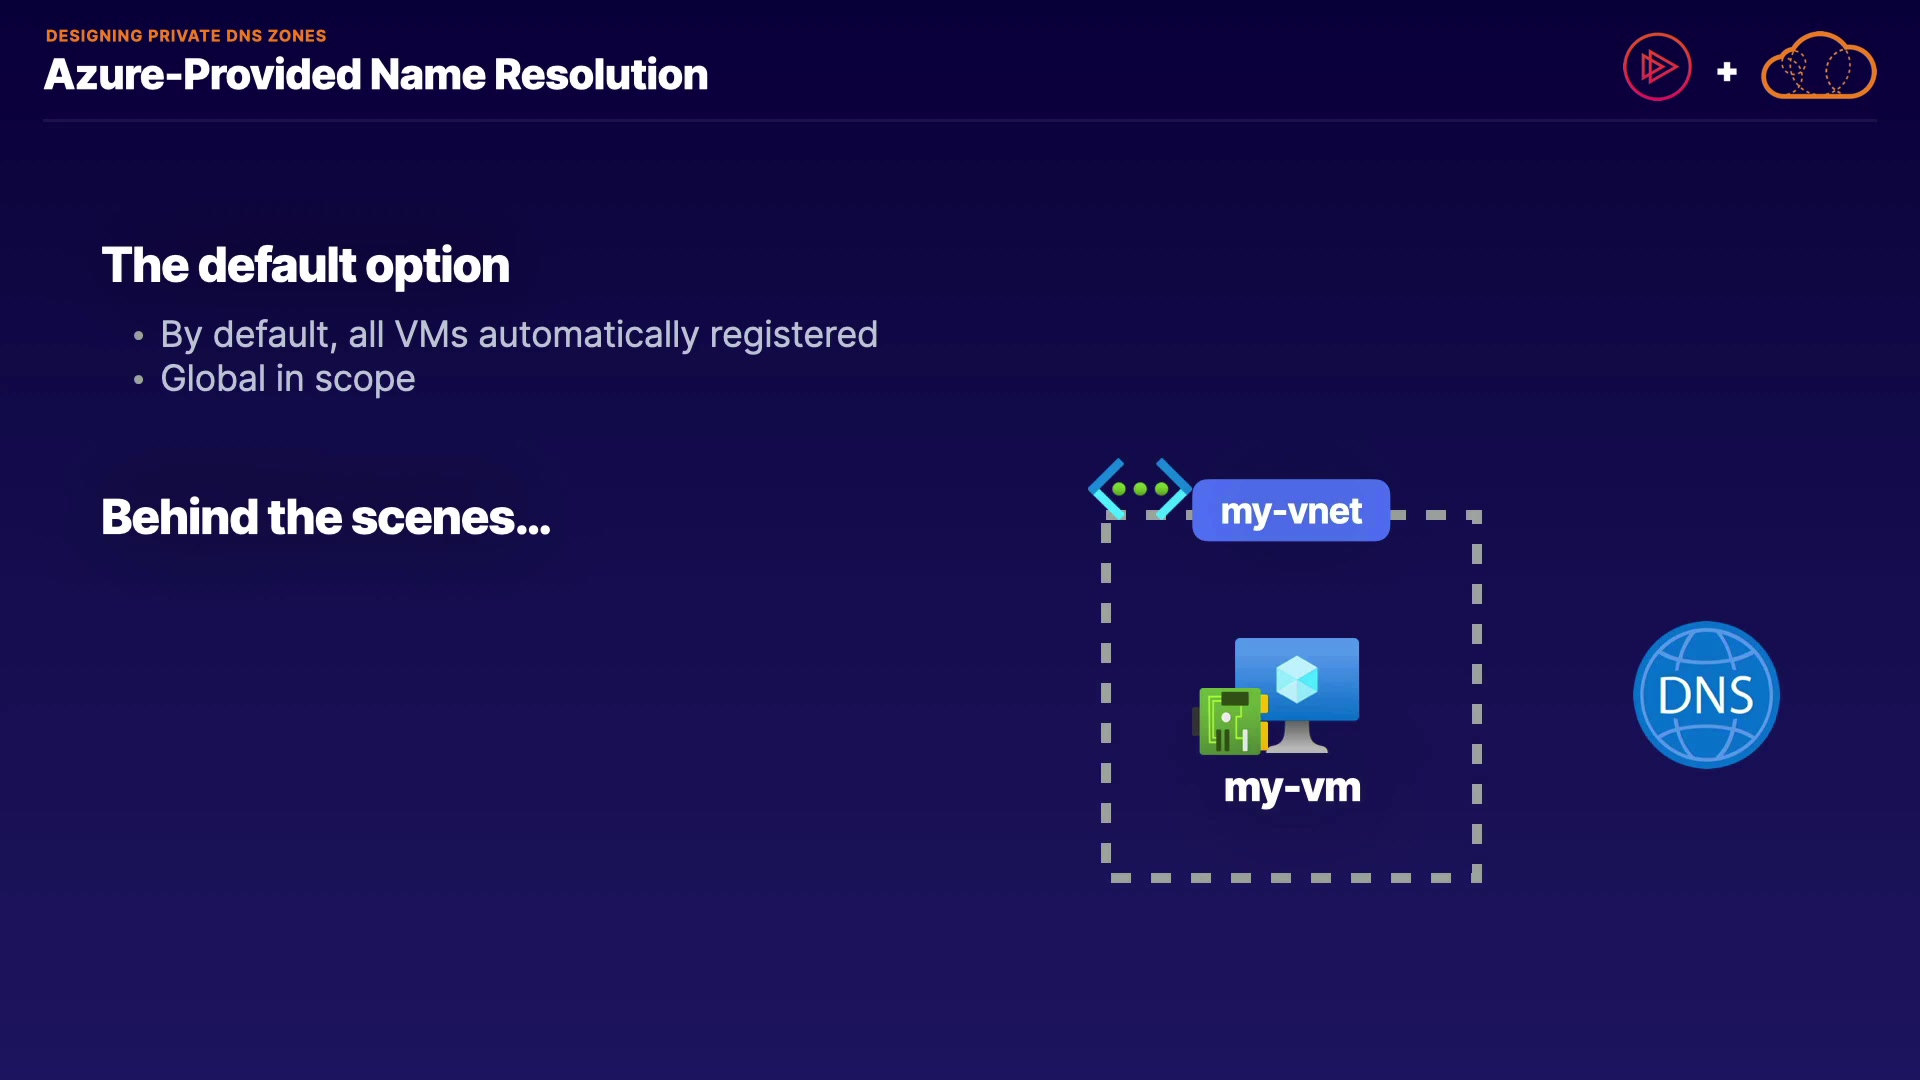 DESIGNING PRIVATE DNS ZONES
Azure-Provided Name Resolution
+
The default option
• By default, all VMs automatically registered
• Global in scope
Behind the scenes...
my-vnet
DNS
my-vm